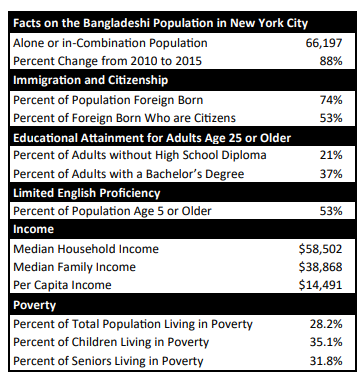 Facts on the Bangladeshi Population in New York City
Alone or in-Combination Population 66,197
Percent Change from 2010 to 2015 88%
Immigration and Citizenship
Percent of Population Foreign Born 74%
Percent of Foreign Born Who are Citizens 53%
Educational Attainment for Adults Age 25 or Older
Percent of Adults without High School Diploma 21%
Percent of Adults with a Bachelor's Degree 37%
Limited English Proficiency
Percent of Population Age 5 or Older 53%
Income
Median Household Income $58,502
Median Family Income $38,868
Per Capita Income $14,491
Poverty
Percent of Total Population Living in Poverty 28.2%
Percent of Children Living in Poverty 35.1%
Percent of Seniors Living in Poverty 31.8%